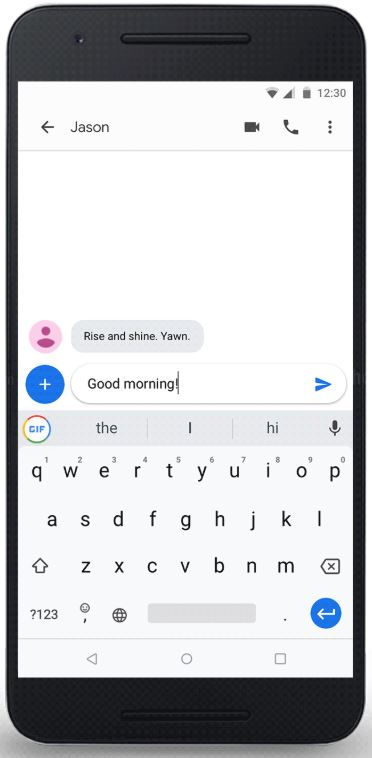 12:30
Jason
Rise and shine. Yawn.
Good morning!
GIF the I hi
1 2 3 4 5 6 7 8 9 0
q w e r t y u i o p
a s d f g h j k l
z x c v b n m
?123 , .